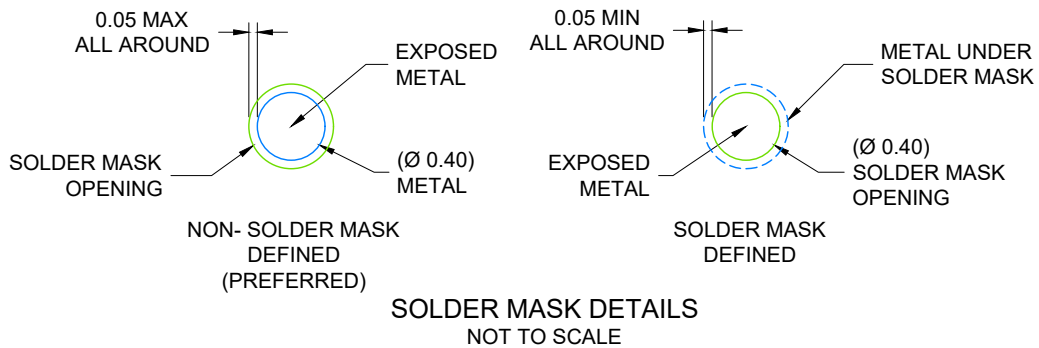 0.05 MAX
ALL AROUND
EXPOSED
METAL
SOLDER MASK
OPENING
(Ø 0.40)
METAL
NON- SOLDER MASK
DEFINED
(PREFERRED)
0.05 MIN
ALL AROUND
METAL UNDER
SOLDER MASK
EXPOSED
METAL
(Ø 0.40)
SOLDER MASK
OPENING
SOLDER MASK
DEFINED
SOLDER MASK DETAILS
NOT TO SCALE